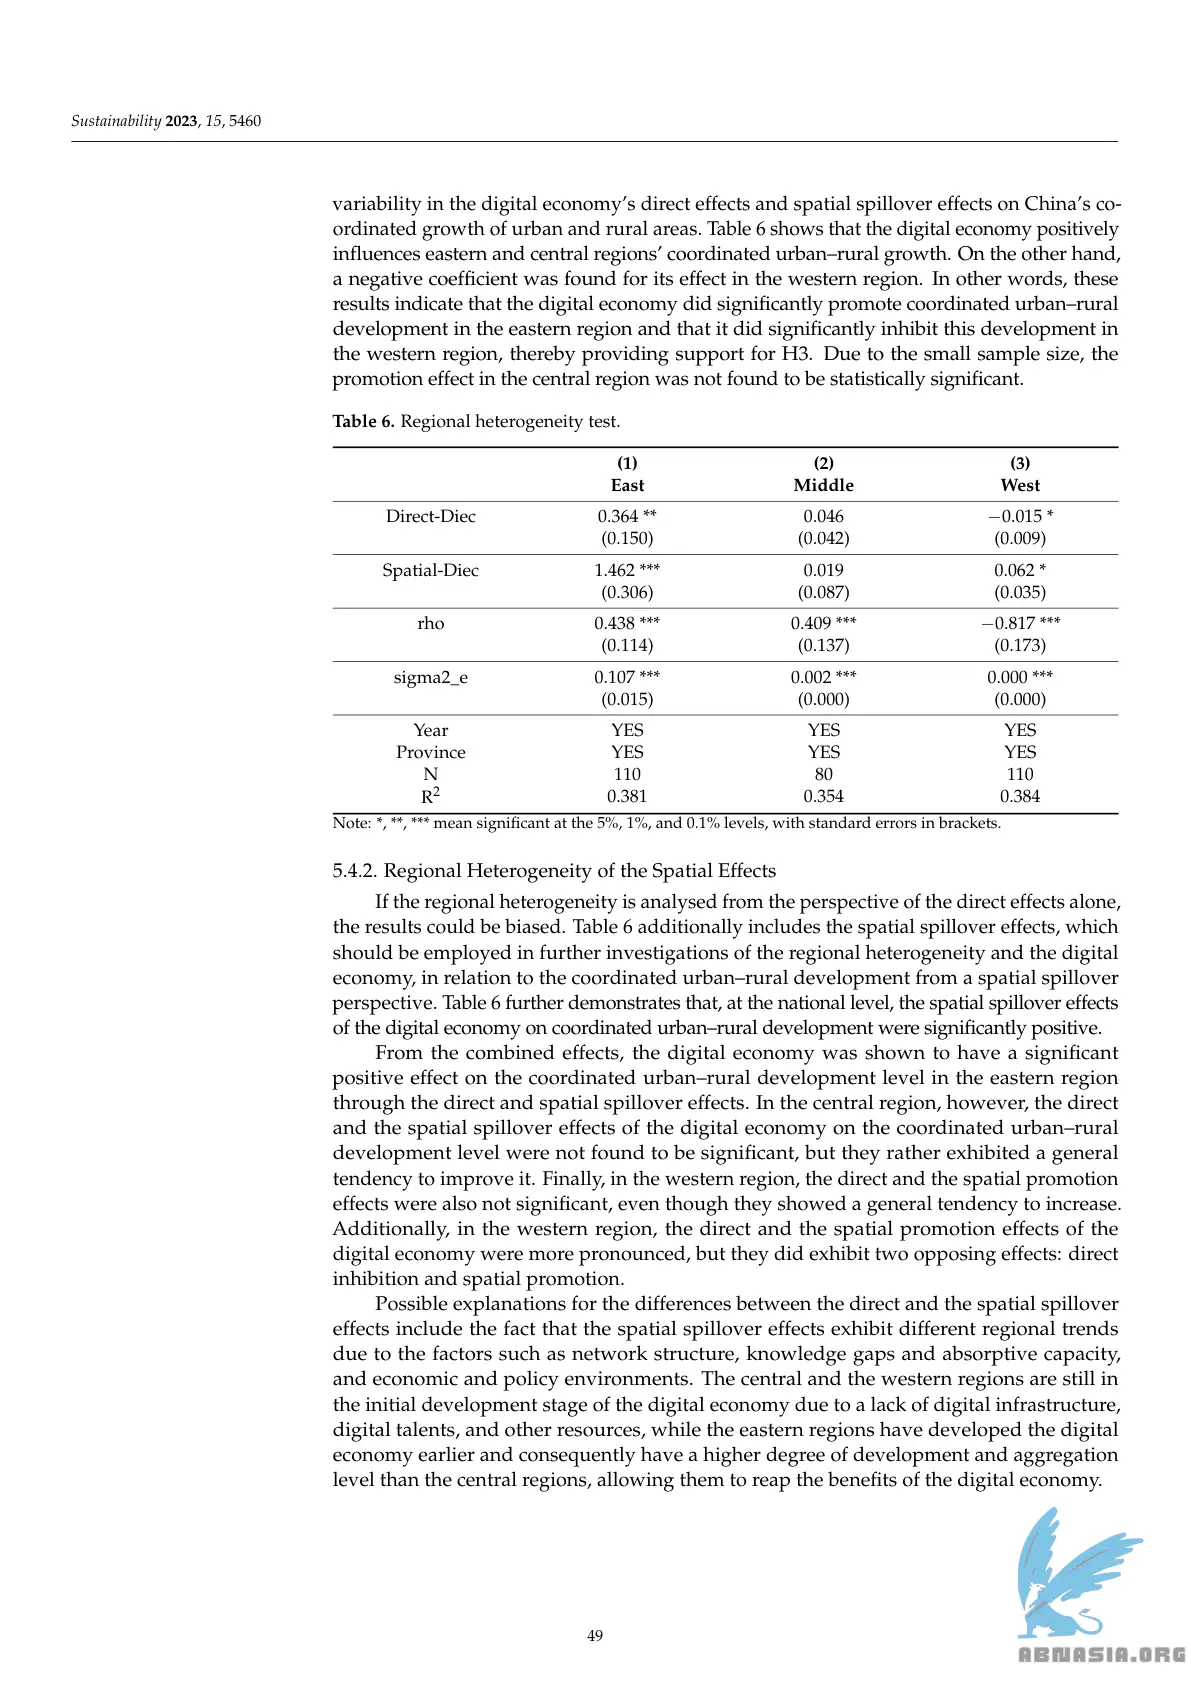 Sustainability 2023, 15, 5460
variability in the digital economy's direct effects and spatial spillover effects on China's co-
ordinated growth of urban and rural areas. Table 6 shows that the digital economy positively
influences eastern and central regions' coordinated urban–rural growth. On the other hand,
a negative coefficient was found for its effect in the western region. In other words, these
results indicate that the digital economy did significantly promote coordinated urban–rural
development in the eastern region and that it did significantly inhibit this development in
the western region, thereby providing support for H3. Due to the small sample size, the
promotion effect in the central region was not found to be statistically significant.
Table 6. Regional heterogeneity test.
(1) (2) (3)
East Middle West
Direct-Diec 0.364 ** 0.046 −0.015 *
(0.150) (0.042) (0.009)
Spatial-Diec 1.462 *** 0.019 0.062 *
(0.306) (0.087) (0.035)
rho 0.438 *** 0.409 *** −0.817 ***
(0.114) (0.137) (0.173)
sigma2_e 0.107 *** 0.002 *** 0.000 ***
(0.015) (0.000) (0.000)
Year YES YES YES
Province YES YES YES
N 110 80 110
R2 0.381 0.354 0.384
Note: *, **, *** mean significant at the 5%, 1%, and 0.1% levels, with standard errors in brackets.
5.4.2. Regional Heterogeneity of the Spatial Effects
If the regional heterogeneity is analysed from the perspective of the direct effects alone,
the results could be biased. Table 6 additionally includes the spatial spillover effects, which
should be employed in further investigations of the regional heterogeneity and the digital
economy, in relation to the coordinated urban–rural development from a spatial spillover
perspective. Table 6 further demonstrates that, at the national level, the spatial spillover effects
of the digital economy on coordinated urban–rural development were significantly positive.
From the combined effects, the digital economy was shown to have a significant
positive effect on the coordinated urban–rural development level in the eastern region
through the direct and spatial spillover effects. In the central region, however, the direct
and the spatial spillover effects of the digital economy on the coordinated urban–rural
development level were not found to be significant, but they rather exhibited a general
tendency to improve it. Finally, in the western region, the direct and the spatial promotion
effects were also not significant, even though they showed a general tendency to increase.
Additionally, in the western region, the direct and the spatial promotion effects of the
digital economy were more pronounced, but they did exhibit two opposing effects: direct
inhibition and spatial promotion.
Possible explanations for the differences between the direct and the spatial spillover
effects include the fact that the spatial spillover effects exhibit different regional trends
due to the factors such as network structure, knowledge gaps and absorptive capacity,
and economic and policy environments. The central and the western regions are still in
the initial development stage of the digital economy due to a lack of digital infrastructure,
digital talents, and other resources, while the eastern regions have developed the digital
economy earlier and consequently have a higher degree of development and aggregation
level than the central regions, allowing them to reap the benefits of the digital economy.
49
ABNASIA.ORG